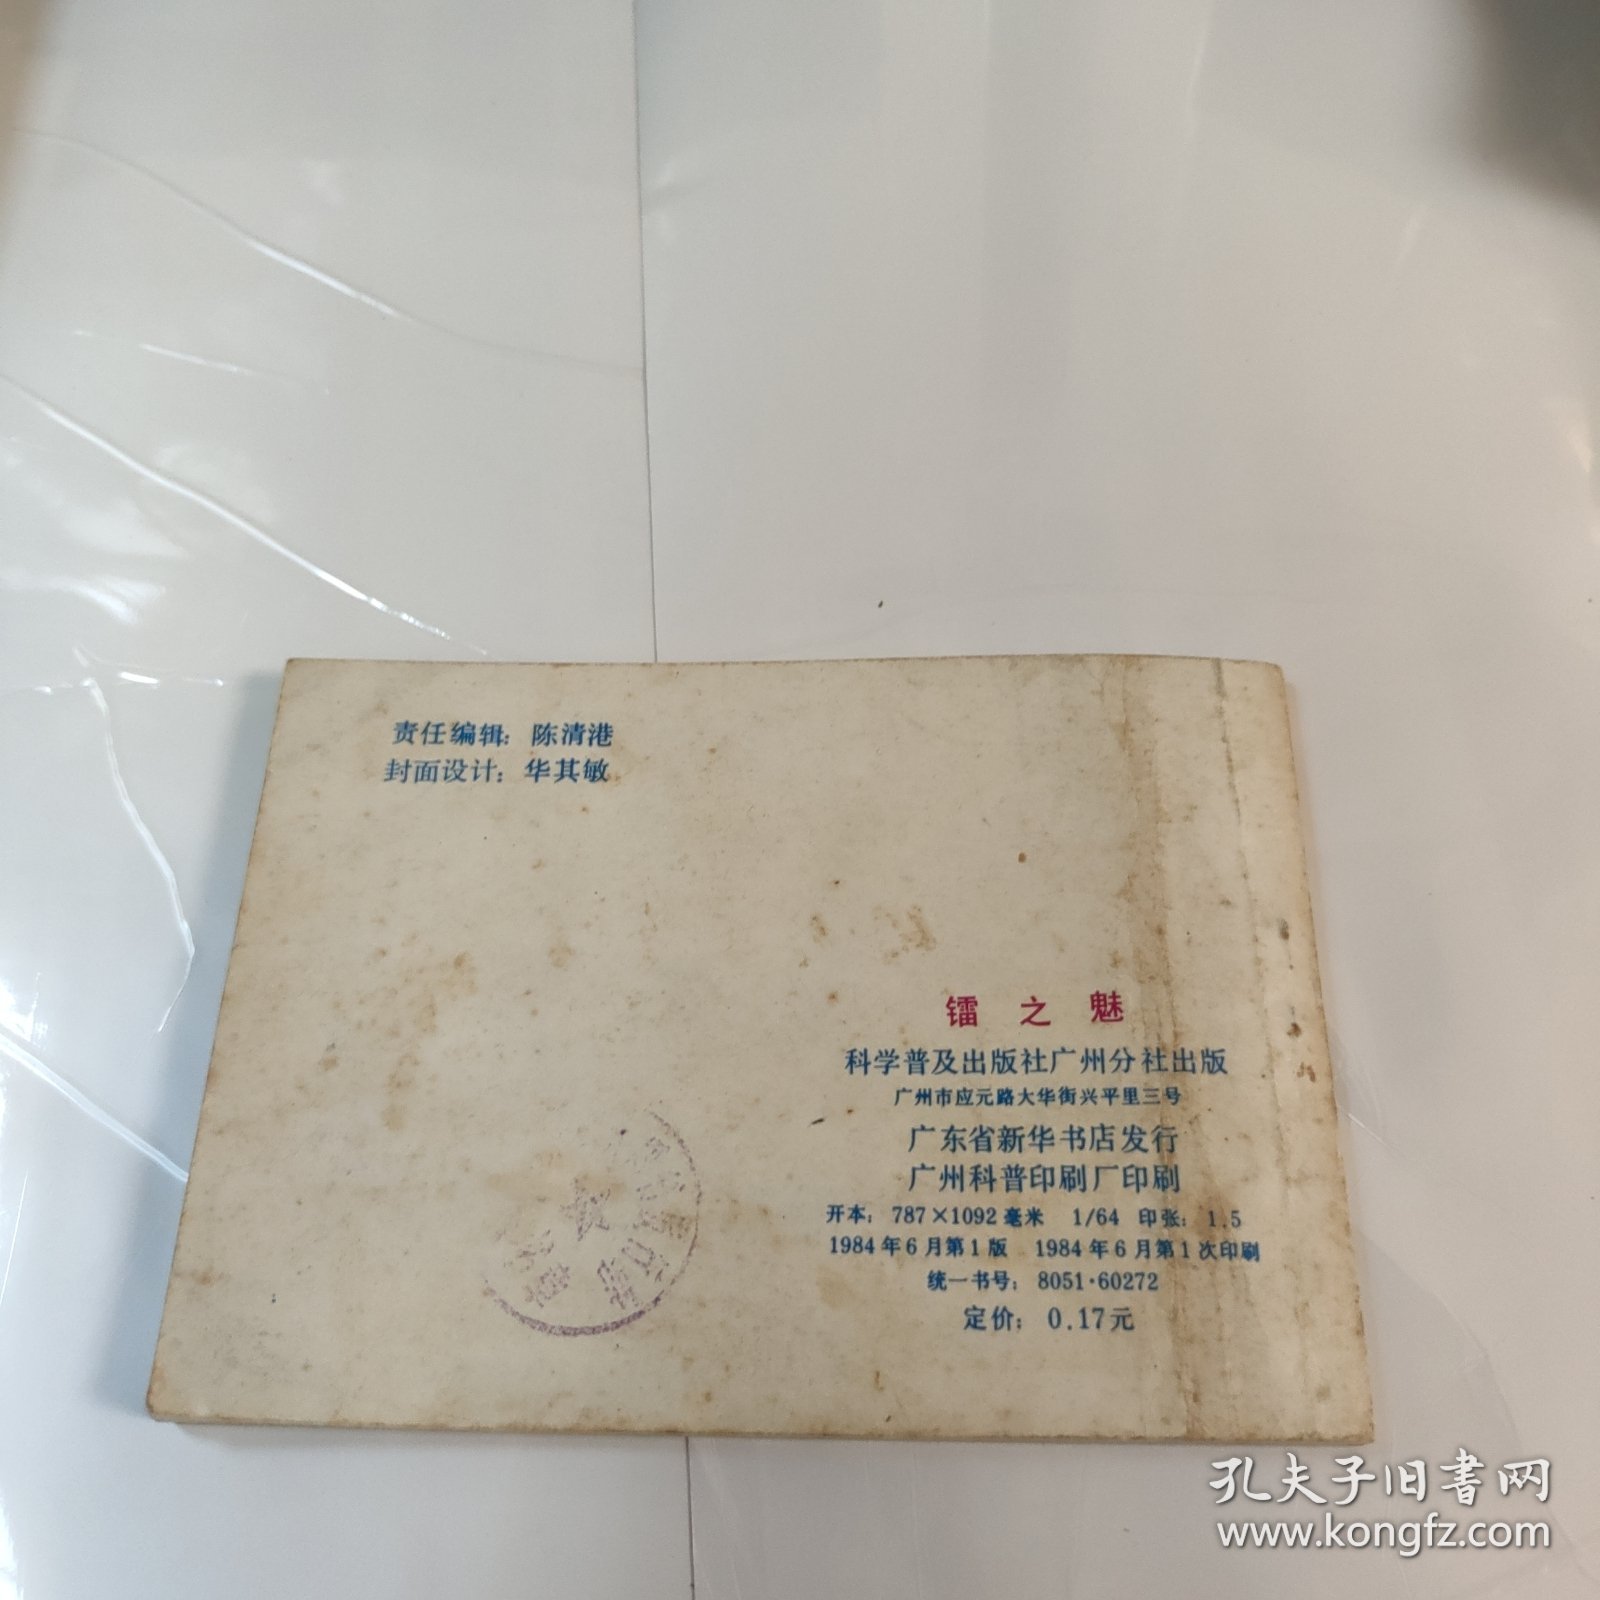 责任编辑：陈清港
封面设计：华其敏
镭之魅
科学普及出版社广州分社出版
广州市应元路大华街兴平里三号
广东省新华书店发行
广州科普印刷厂印刷
开本：787×1092毫米 1/64 印张：1.5
1984年6月第1版 1984年6月第1次印刷
统一书号：8051·60272
定价：0.17元
孔夫子旧书网
www.kongfz.com